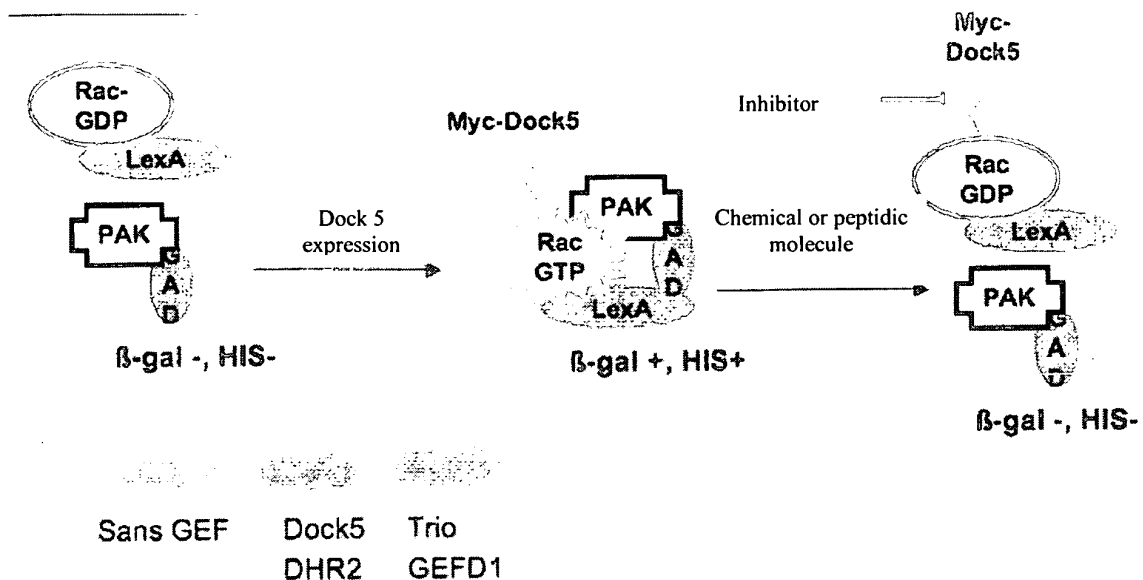 Rac-
GDP
LexA
PAK
G
A
D
ß-gal -, HIS-
Dock 5
expression
Myc-Dock5
PAK
Rac
GTP
G
A
D
LexA
ß-gal +, HIS+
Inhibitor
Chemical or peptidic
molecule
Myc-
Dock5
Rac
GDP
LexA
PAK
G
A
D
ß-gal -, HIS-
Sans GEF
Dock5
DHR2
Trio
GEFD1